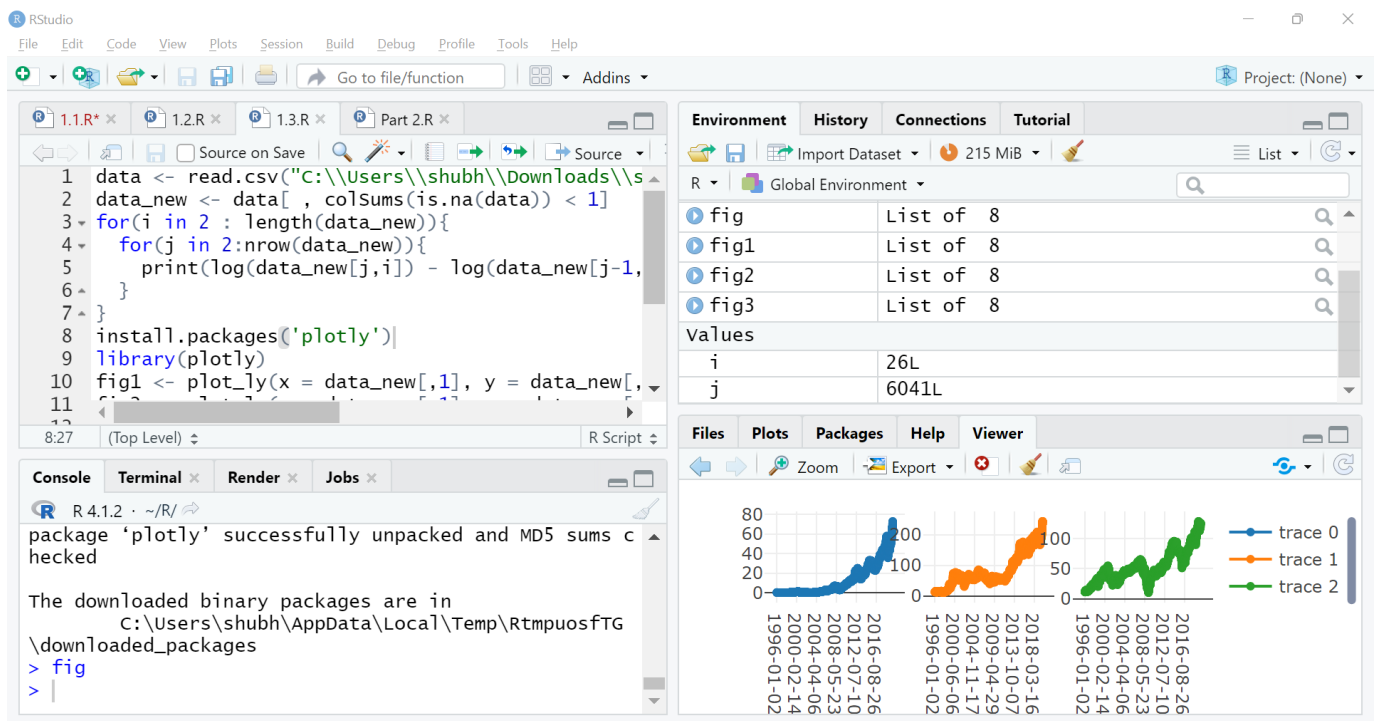 RStudio
File Edit Code View Plots Session Build Debug Profile Tools Help
Go to file/function Addins Project: (None)
1.1.R* 1.2.R 1.3.R Part 2.R
Source on Save Source
1 data <- read.csv("C:\\Users\\shubh\\Downloads\\s
2 data_new <- data[ , colSums(is.na(data)) < 1]
3 for(i in 2 : length(data_new)){
4 for(j in 2:nrow(data_new)){
5 print(log(data_new[j,i]) - log(data_new[j-1,
6 }
7 }
8 install.packages('plotly')
9 library(plotly)
10 fig1 <- plot_ly(x = data_new[,1], y = data_new[,
11
8:27 (Top Level) R Script
Console Terminal Render Jobs
R 4.1.2 · ~/R/
package ‘plotly’ successfully unpacked and MD5 sums c
hecked
The downloaded binary packages are in
C:\Users\shubh\AppData\Local\Temp\RtmpuosfTG
\downloaded_packages
> fig
>
Environment History Connections Tutorial
Import Dataset 215 MiB List
R Global Environment
fig List of 8
fig1 List of 8
fig2 List of 8
fig3 List of 8
Values
i 26L
j 6041L
Files Plots Packages Help Viewer
Zoom Export
80
60
40
20
0
200
100
0
100
50
0
trace 0
trace 1
trace 2
1996-01-02
2000-02-14
2004-04-06
2008-05-23
2012-07-10
2016-08-26
1996-01-02
2000-06-06
2004-11-17
2009-04-29
2013-10-07
2018-03-16
1996-01-02
2000-02-14
2004-04-06
2008-05-23
2012-07-10
2016-08-26